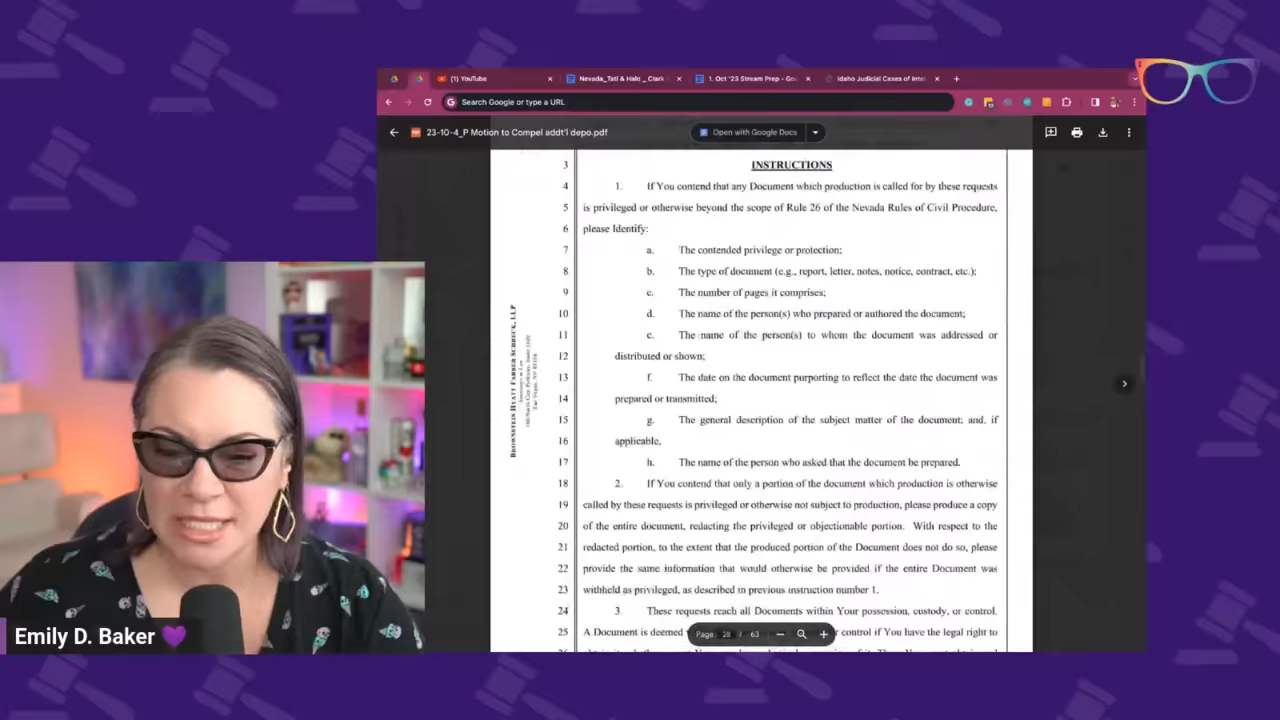 (1) YouTube
Nevada_Tati & Halo _ Clark
1. Oct '23 Stream Prep - Go
Idaho Judicial Cases of Inte
Search Google or type a URL
23-10-4_P Motion to Compel addt'l depo.pdf
Open with Google Docs
3 INSTRUCTIONS
4 1. If You contend that any Document which production is called for by these requests
5 is privileged or otherwise beyond the scope of Rule 26 of the Nevada Rules of Civil Procedure,
6 please Identify:
7 a. The contended privilege or protection;
8 b. The type of document (e.g., report, letter, notes, notice, contract, etc.);
9 c. The number of pages it comprises;
10 d. The name of the person(s) who prepared or authored the document;
11 e. The name of the person(s) to whom the document was addressed or
12 distributed or shown;
13 f. The date on the document purporting to reflect the date the document was
14 prepared or transmitted;
15 g. The general description of the subject matter of the document; and, if
16 applicable,
17 h. The name of the person who asked that the document be prepared.
18 2. If You contend that only a portion of the document which production is otherwise
19 called by these requests is privileged or otherwise not subject to production, please produce a copy
20 of the entire document, redacting the privileged or objectionable portion. With respect to the
21 redacted portion, to the extent that the produced portion of the Document does not do so, please
22 provide the same information that would otherwise be provided if the entire Document was
23 withheld as privileged, as described in previous instruction number 1.
24 3 These requests reach all Documents within Your possession, custody, or control.
25 A Document is deemed control if You have the legal right to
Page 28 / 63
BROWNSTEIN HYATT FARBER SCHRECK, LLP
Emily D. Baker 💜